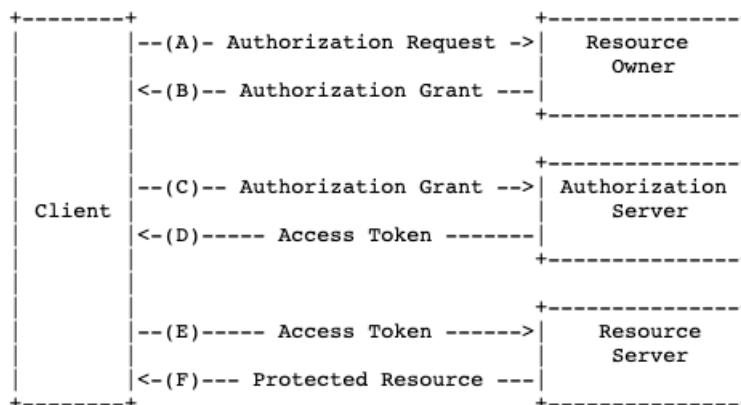 +--------+                               +---------------
|        |--(A)- Authorization Request ->|   Resource
|        |                               |     Owner
|        |<-(B)-- Authorization Grant ---|
|        |                               +---------------
|        |
|        |                               +---------------
|        |--(C)-- Authorization Grant -->| Authorization
| Client |                               |     Server
|        |<-(D)----- Access Token -------|
|        |                               +---------------
|        |
|        |                               +---------------
|        |--(E)----- Access Token ------>|    Resource
|        |                               |     Server
|        |<-(F)--- Protected Resource ---|
+--------+                               +---------------